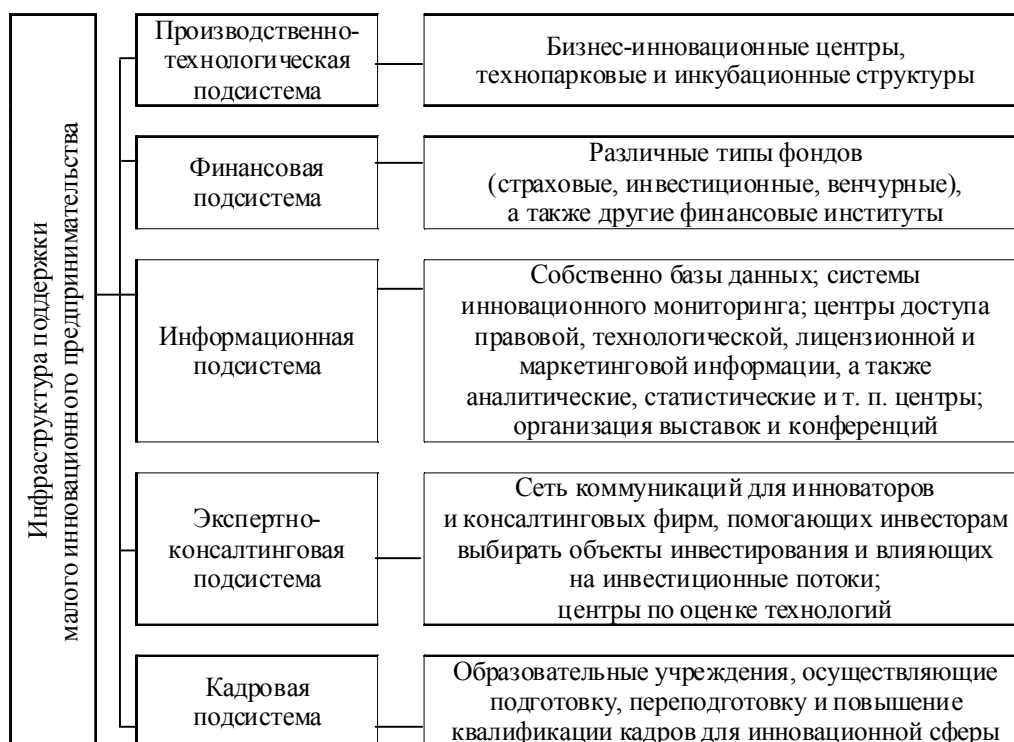 Инфраструктура поддержки
малого инновационного предпринимательства
Производственно-
технологическая
подсистема
Бизнес-инновационные центры,
технопарковые и инкубационные структуры
Финансовая
подсистема
Различные типы фондов
(страховые, инвестиционные, венчурные),
а также другие финансовые институты
Информационная
подсистема
Собственно базы данных; системы
инновационного мониторинга; центры доступа
правовой, технологической, лицензионной и
маркетинговой информации, а также
аналитические, статистические и т. п. центры;
организация выставок и конференций
Экспертно-
консалтинговая
подсистема
Сеть коммуникаций для инноваторов
и консалтинговых фирм, помогающих инвесторам
выбирать объекты инвестирования и влияющих
на инвестиционные потоки;
центры по оценке технологий
Кадровая
подсистема
Образовательные учреждения, осуществляющие
подготовку, переподготовку и повышение
квалификации кадров для инновационной сферы